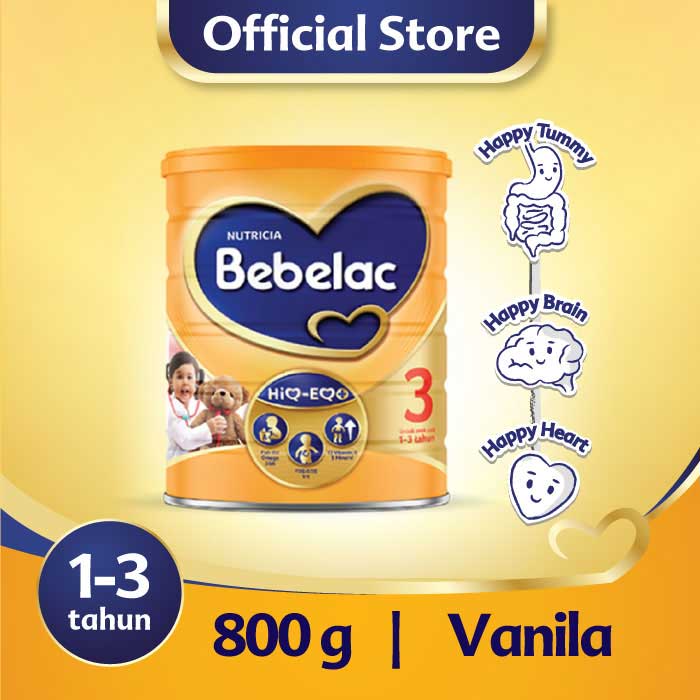 Official Store
Happy Tummy
NUTRICIA
Bebelac
Happy Brain
HiQ-EQ+
3
1-3 tahun
Happy Heart
1-3
tahun
800 g | Vanila